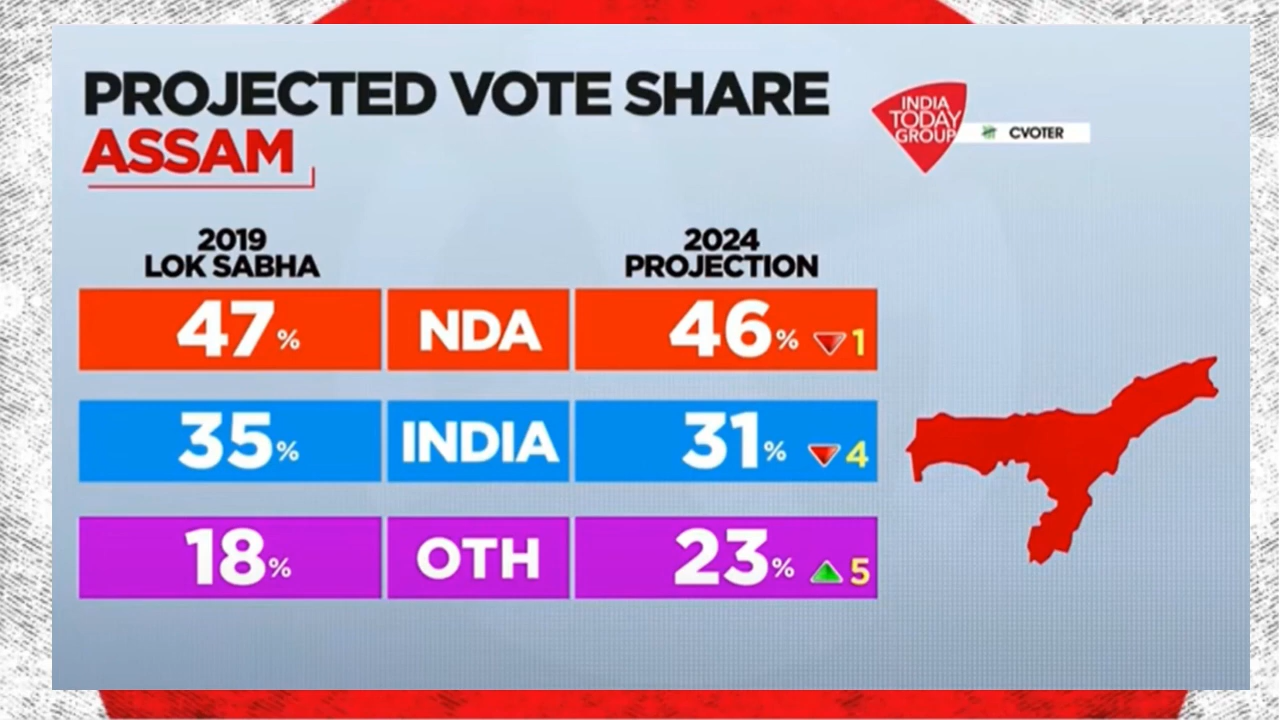 PROJECTED VOTE SHARE
ASSAM
INDIA
TODAY
GROUP
CVOTER
2019
LOK SABHA
2024
PROJECTION
47% NDA 46% 1
35% INDIA 31% 4
18% OTH 23% 5